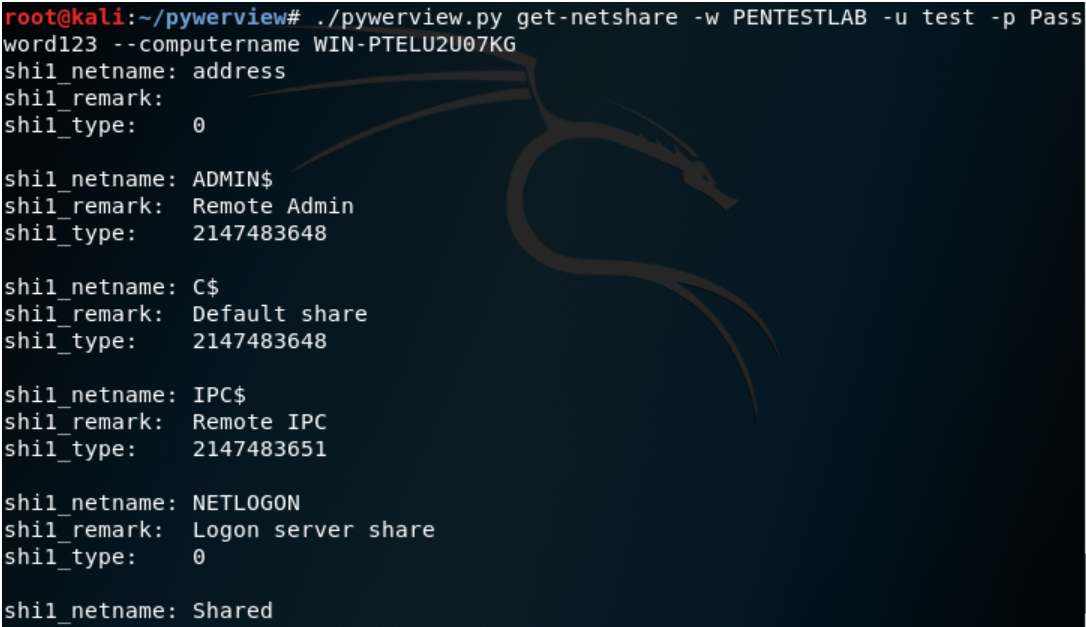 root@kali:~/pywerview# ./pywerview.py get-netshare -w PENTESTLAB -u test -p Pass
word123 --computername WIN-PTELU2U07KG
shi1_netname: address
shi1_remark:
shi1_type:    0
shi1_netname: ADMIN$
shi1_remark:  Remote Admin
shi1_type:    2147483648
shi1_netname: C$
shi1_remark:  Default share
shi1_type:    2147483648
shi1_netname: IPC$
shi1_remark:  Remote IPC
shi1_type:    2147483651
shi1_netname: NETLOGON
shi1_remark:  Logon server share
shi1_type:    0
shi1_netname: Shared